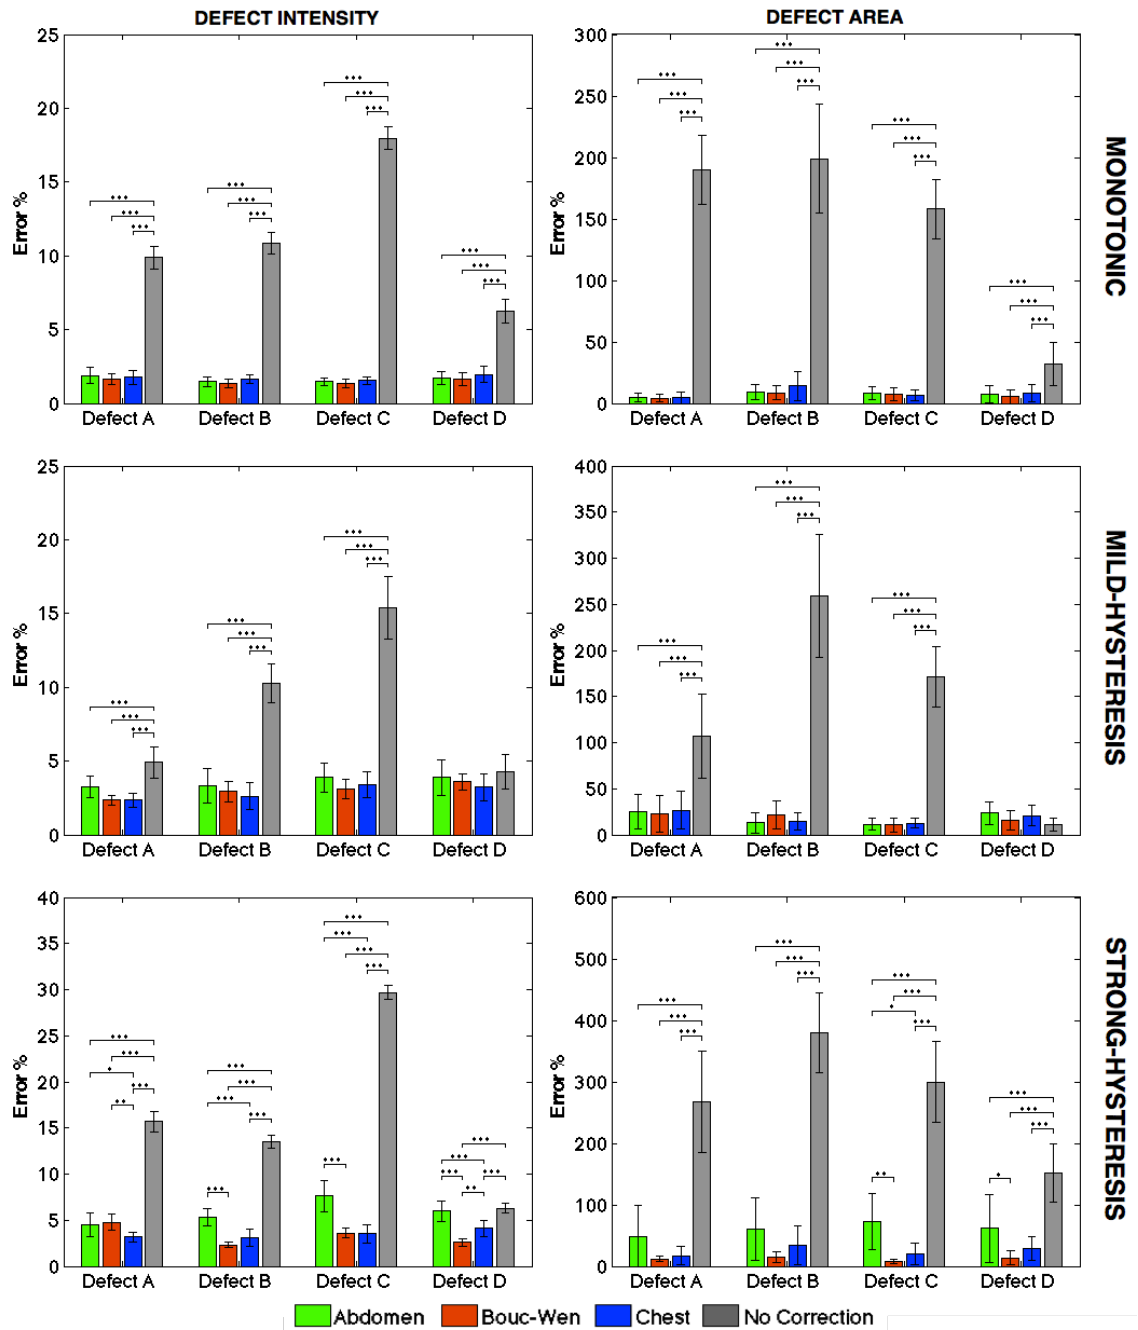 DEFECT INTENSITY
DEFECT AREA
25
20
15
10
5
0
Error %
Defect A Defect B Defect C Defect D
300
250
200
150
100
50
0
Error %
Defect A Defect B Defect C Defect D
MONOTONIC
25
20
15
10
5
0
Error %
Defect A Defect B Defect C Defect D
400
350
300
250
200
150
100
50
0
Error %
Defect A Defect B Defect C Defect D
MILD-HYSTERESIS
40
35
30
25
20
15
10
5
0
Error %
Defect A Defect B Defect C Defect D
600
500
400
300
200
100
0
Error %
Defect A Defect B Defect C Defect D
STRONG-HYSTERESIS
Abdomen Bouc-Wen Chest No Correction